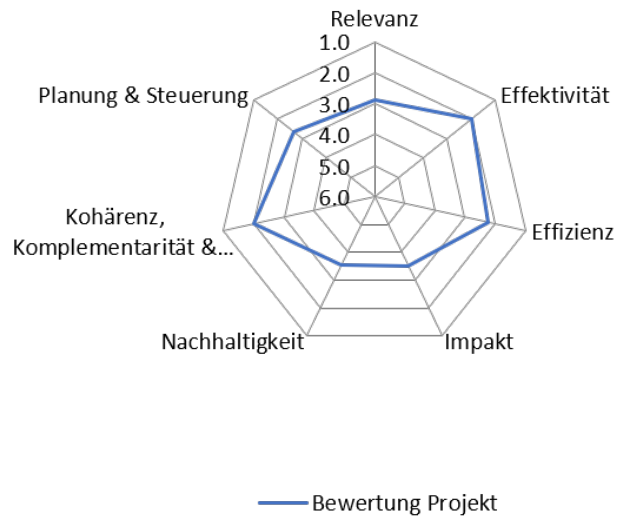 Relevanz
1.0
2.0
Planung & Steuerung
Effektivität
3.0
4.0
5.0
6.0
Kohärenz,
Komplementarität &...
Effizienz
Nachhaltigkeit
Impakt
Bewertung Projekt